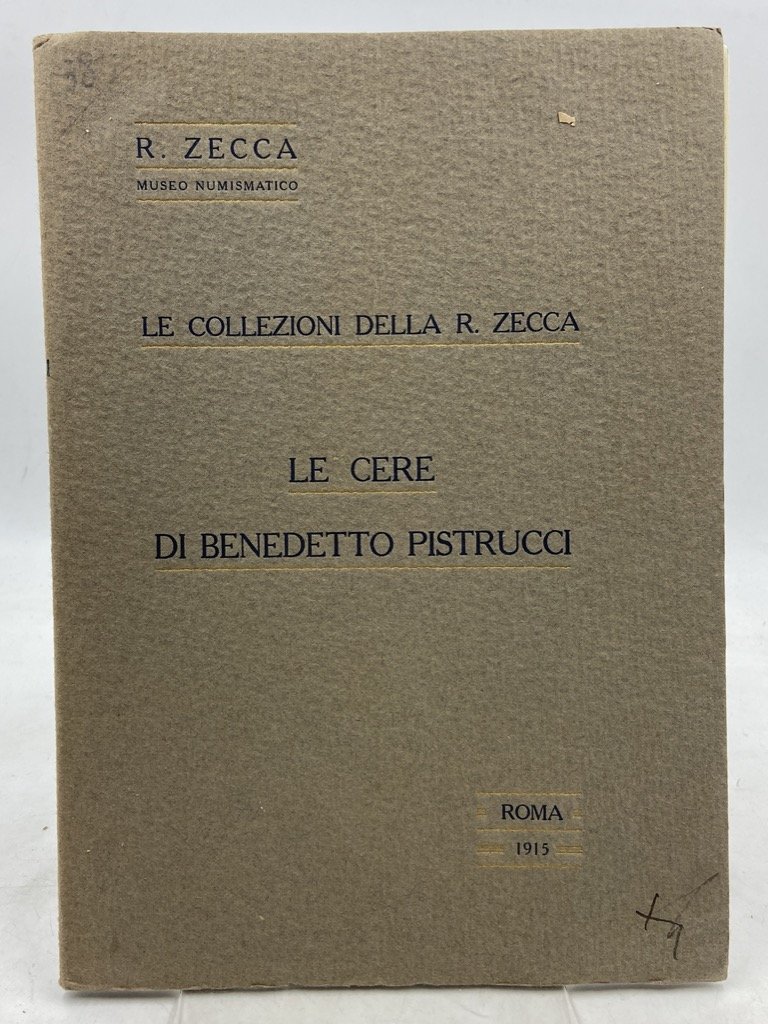 R. ZECCA
MUSEO NUMISMATICO
LE COLLEZIONI DELLA R. ZECCA
LE CERE
DI BENEDETTO PISTRUCCI
ROMA
1915